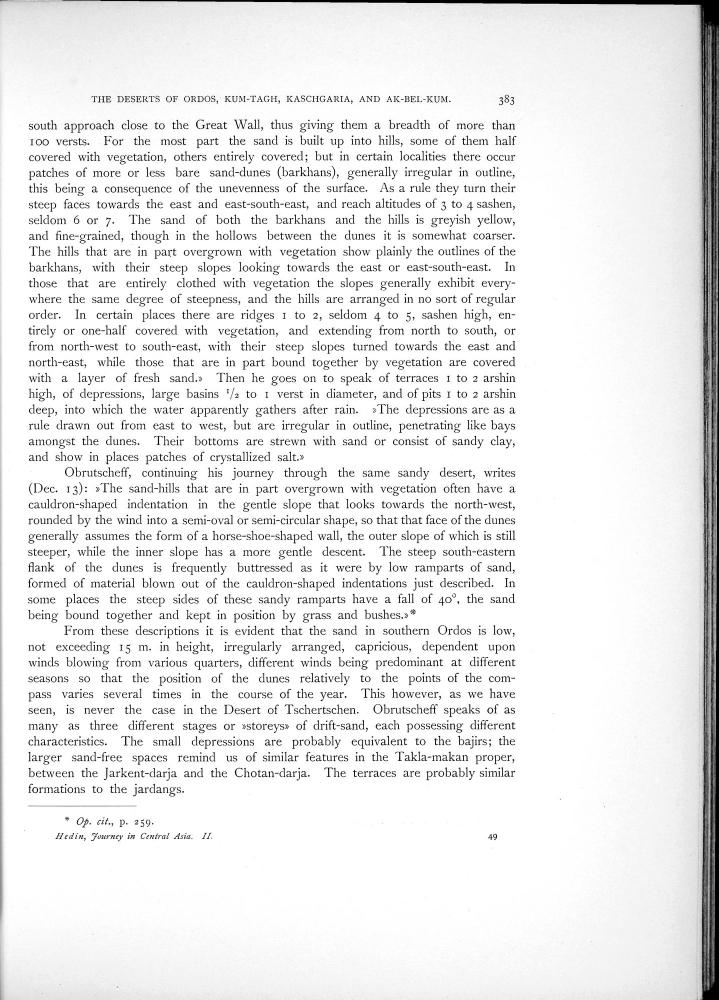 THE DESERTS OF ORDOS, KUM-TAGH, KASCHGARIA, AND AK-BEL-KUM. 383
south approach close to the Great Wall, thus giving them a breadth of more than
100 versts. For the most part the sand is built up into hills, some of them half
covered with vegetation, others entirely covered; but in certain localities there occur
patches of more or less bare sand-dunes (barkhans), generally irregular in outline,
this being a consequence of the unevenness of the surface. As a rule they turn their
steep faces towards the east and east-south-east, and reach altitudes of 3 to 4 sashen,
seldom 6 or 7. The sand of both the barkhans and the hills is greyish yellow,
and fine-grained, though in the hollows between the dunes it is somewhat coarser.
The hills that are in part overgrown with vegetation show plainly the outlines of the
barkhans, with their steep slopes looking towards the east or east-south-east. In
those that are entirely clothed with vegetation the slopes generally exhibit every-
where the same degree of steepness, and the hills are arranged in no sort of regular
order. In certain places there are ridges 1 to 2, seldom 4 to 5, sashen high, en-
tirely or one-half covered with vegetation, and extending from north to south, or
from north-west to south-east, with their steep slopes turned towards the east and
north-east, while those that are in part bound together by vegetation are covered
with a layer of fresh sand.» Then he goes on to speak of terraces 1 to 2 arshin
high, of depressions, large basins 1/2 to 1 verst in diameter, and of pits 1 to 2 arshin
deep, into which the water apparently gathers after rain. »The depressions are as a
rule drawn out from east to west, but are irregular in outline, penetrating like bays
amongst the dunes. Their bottoms are strewn with sand or consist of sandy clay,
and show in places patches of crystallized salt.»
Obrutscheff, continuing his journey through the same sandy desert, writes
(Dec. 13): »The sand-hills that are in part overgrown with vegetation often have a
cauldron-shaped indentation in the gentle slope that looks towards the north-west,
rounded by the wind into a semi-oval or semi-circular shape, so that that face of the dunes
generally assumes the form of a horse-shoe-shaped wall, the outer slope of which is still
steeper, while the inner slope has a more gentle descent. The steep south-eastern
flank of the dunes is frequently buttressed as it were by low ramparts of sand,
formed of material blown out of the cauldron-shaped indentations just described. In
some places the steep sides of these sandy ramparts have a fall of 40°, the sand
being bound together and kept in position by grass and bushes.»*
From these descriptions it is evident that the sand in southern Ordos is low,
not exceeding 15 m. in height, irregularly arranged, capricious, dependent upon
winds blowing from various quarters, different winds being predominant at different
seasons so that the position of the dunes relatively to the points of the com-
pass varies several times in the course of the year. This however, as we have
seen, is never the case in the Desert of Tschertschen. Obrutscheff speaks of as
many as three different stages or »storeys» of drift-sand, each possessing different
characteristics. The small depressions are probably equivalent to the bajirs; the
larger sand-free spaces remind us of similar features in the Takla-makan proper,
between the Jarkent-darja and the Chotan-darja. The terraces are probably similar
formations to the jardangs.
* Op. cit., p. 259.
Hedin, Journey in Central Asia. II. 49